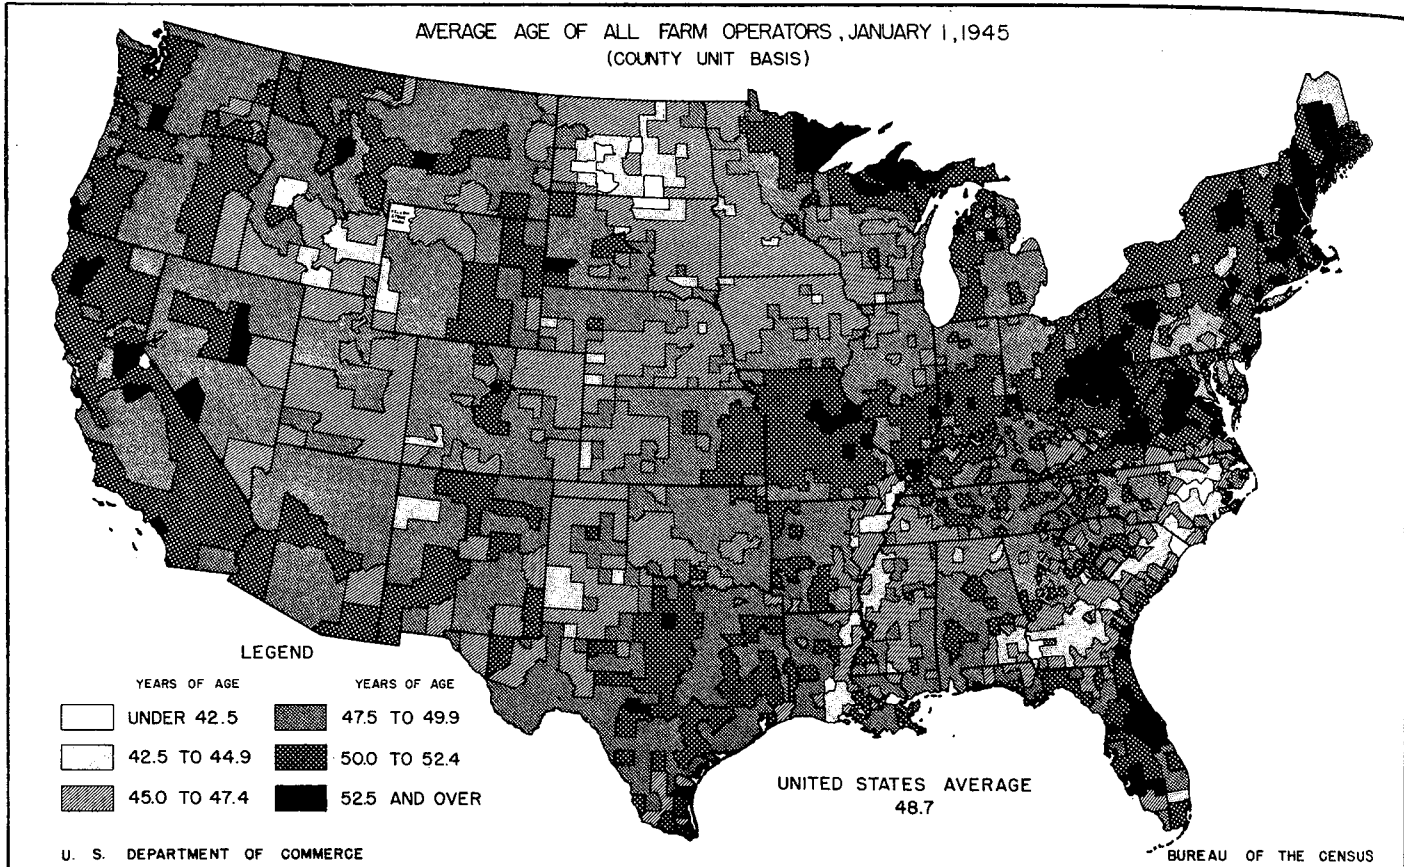 AVERAGE AGE OF ALL FARM OPERATORS, JANUARY 1, 1945
(COUNTY UNIT BASIS)
LEGEND
YEARS OF AGE
UNDER 42.5
42.5 TO 44.9
45.0 TO 47.4
YEARS OF AGE
47.5 TO 49.9
50.0 TO 52.4
52.5 AND OVER
UNITED STATES AVERAGE
48.7
U. S. DEPARTMENT OF COMMERCE
BUREAU OF THE CENSUS